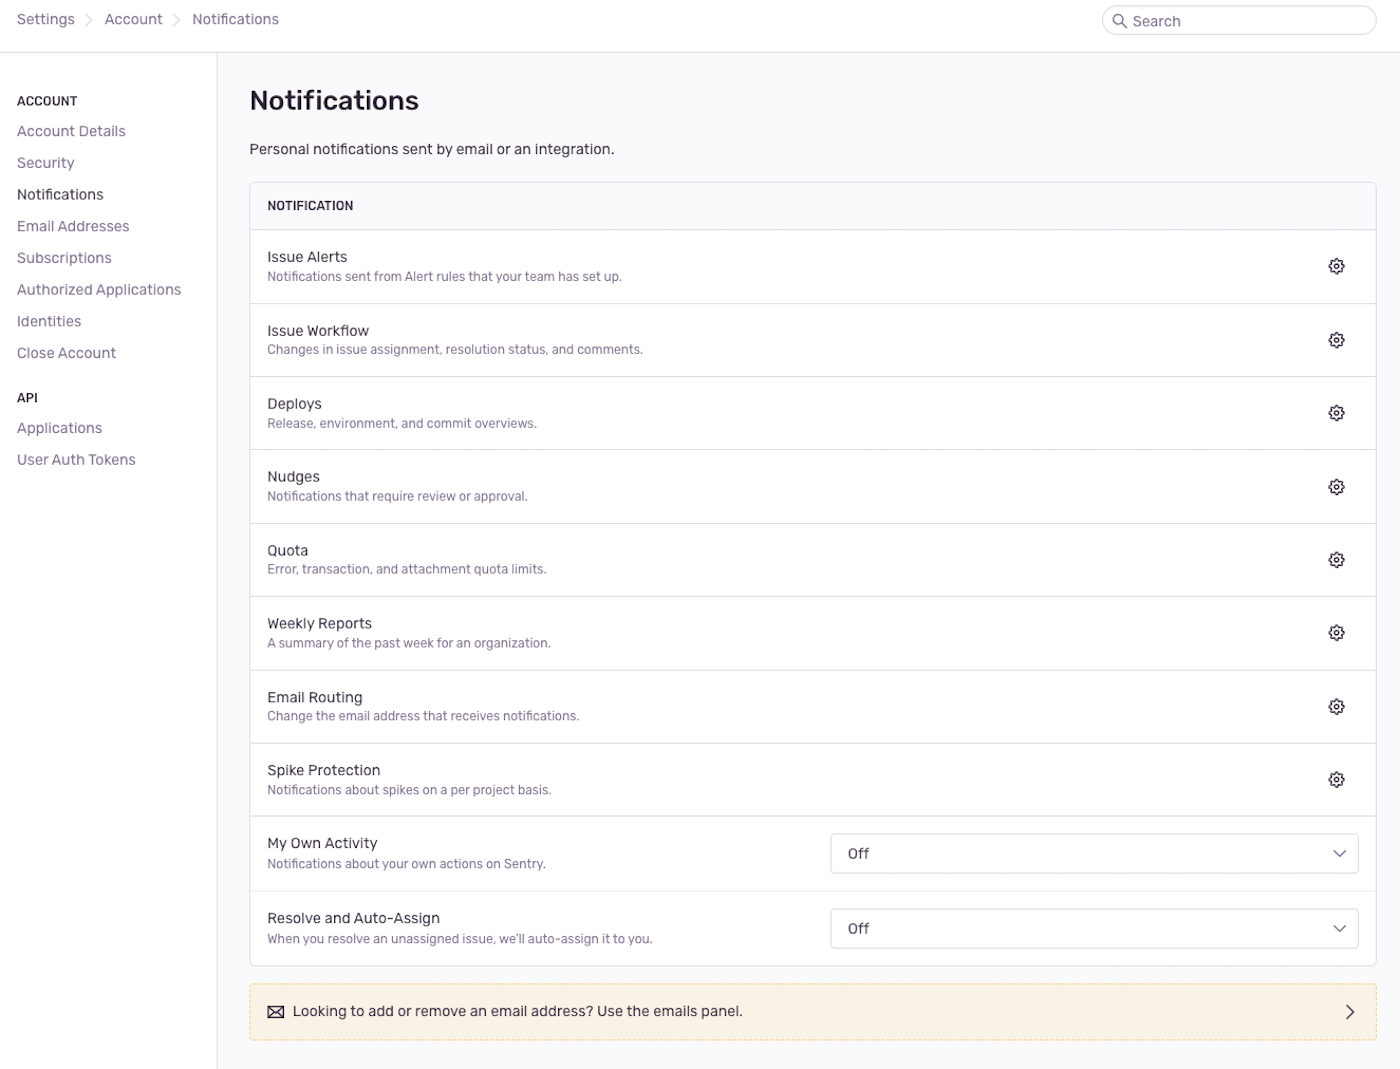 Settings > Account > Notifications
Search
ACCOUNT
Account Details
Security
Notifications
Email Addresses
Subscriptions
Authorized Applications
Identities
Close Account
API
Applications
User Auth Tokens
Notifications
Personal notifications sent by email or an integration.
NOTIFICATION
Issue Alerts
Notifications sent from Alert rules that your team has set up.
Issue Workflow
Changes in issue assignment, resolution status, and comments.
Deploys
Release, environment, and commit overviews.
Nudges
Notifications that require review or approval.
Quota
Error, transaction, and attachment quota limits.
Weekly Reports
A summary of the past week for an organization.
Email Routing
Change the email address that receives notifications.
Spike Protection
Notifications about spikes on a per project basis.
My Own Activity
Notifications about your own actions on Sentry.
Off
Resolve and Auto-Assign
When you resolve an unassigned issue, we'll auto-assign it to you.
Off
Looking to add or remove an email address? Use the emails panel.